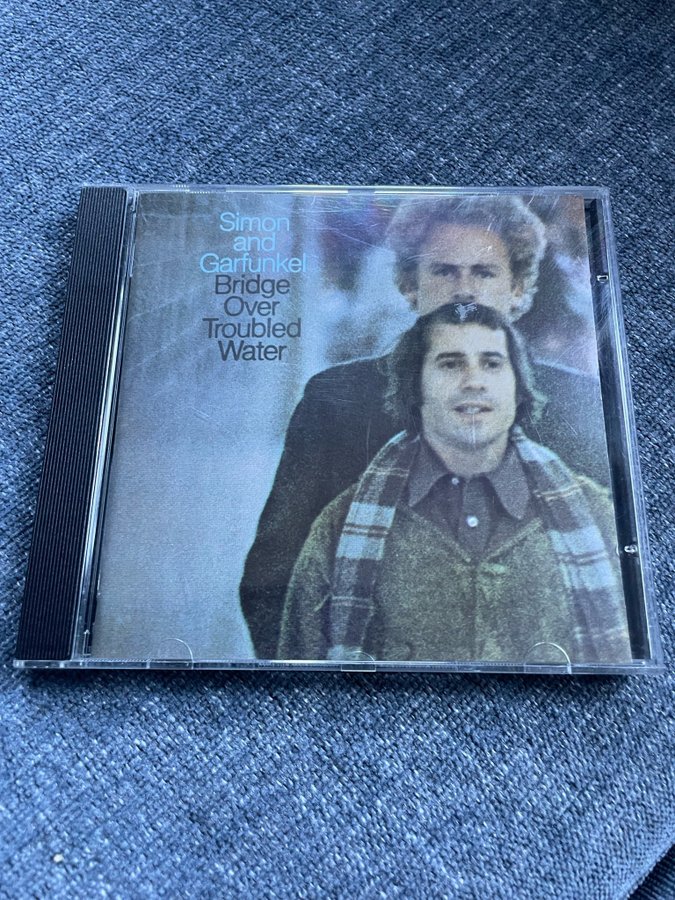 Simon
and
Garfunkel
Bridge
Over
Troubled
Water